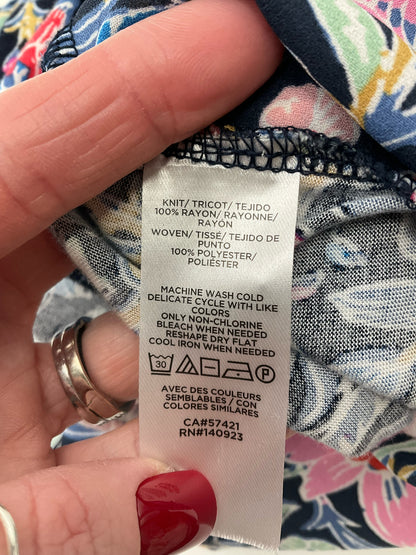 KNIT/ TRICOT/ TEJIDO
100% RAYON/ RAYONNE/
RAYÓN
WOVEN/ TISSÉ/ TEJIDO DE
PUNTO
100% POLYESTER/
POLIÉSTER
MACHINE WASH COLD
DELICATE CYCLE WITH LIKE
COLORS
ONLY NON-CHLORINE
BLEACH WHEN NEEDED
RESHAPE DRY FLAT
COOL IRON WHEN NEEDED
30 P
AVEC DES COULEURS
SEMBLABLES / CON
COLORES SIMILARES
CA#57421
RN#140923